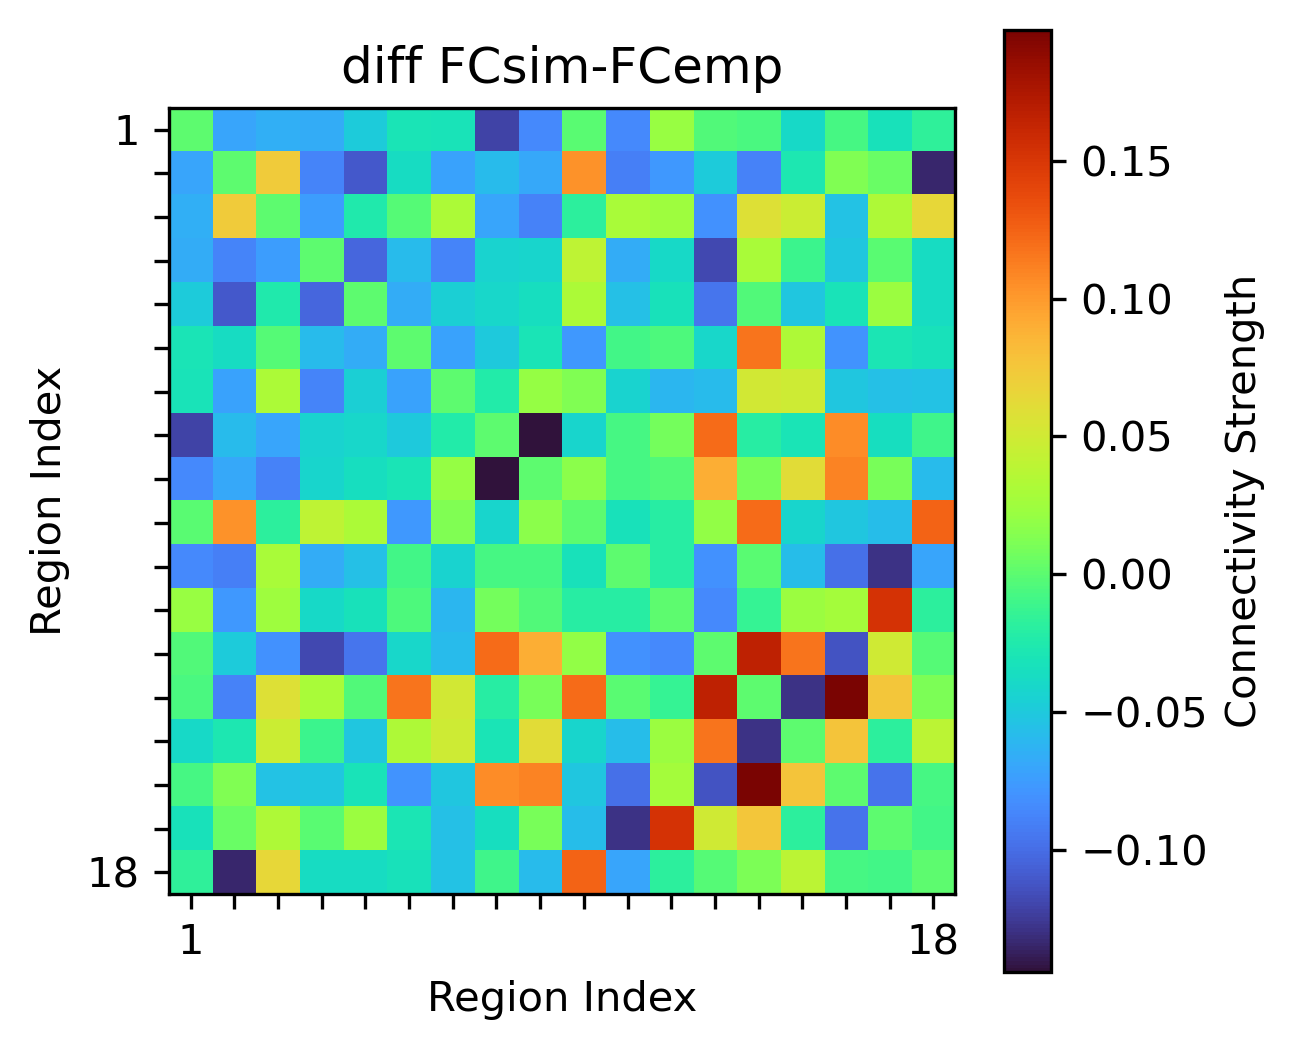 diff FCsim-FCemp
1
18
Region Index
1
18
Region Index
0.15
0.10
0.05
0.00
−0.05
−0.10
Connectivity Strength